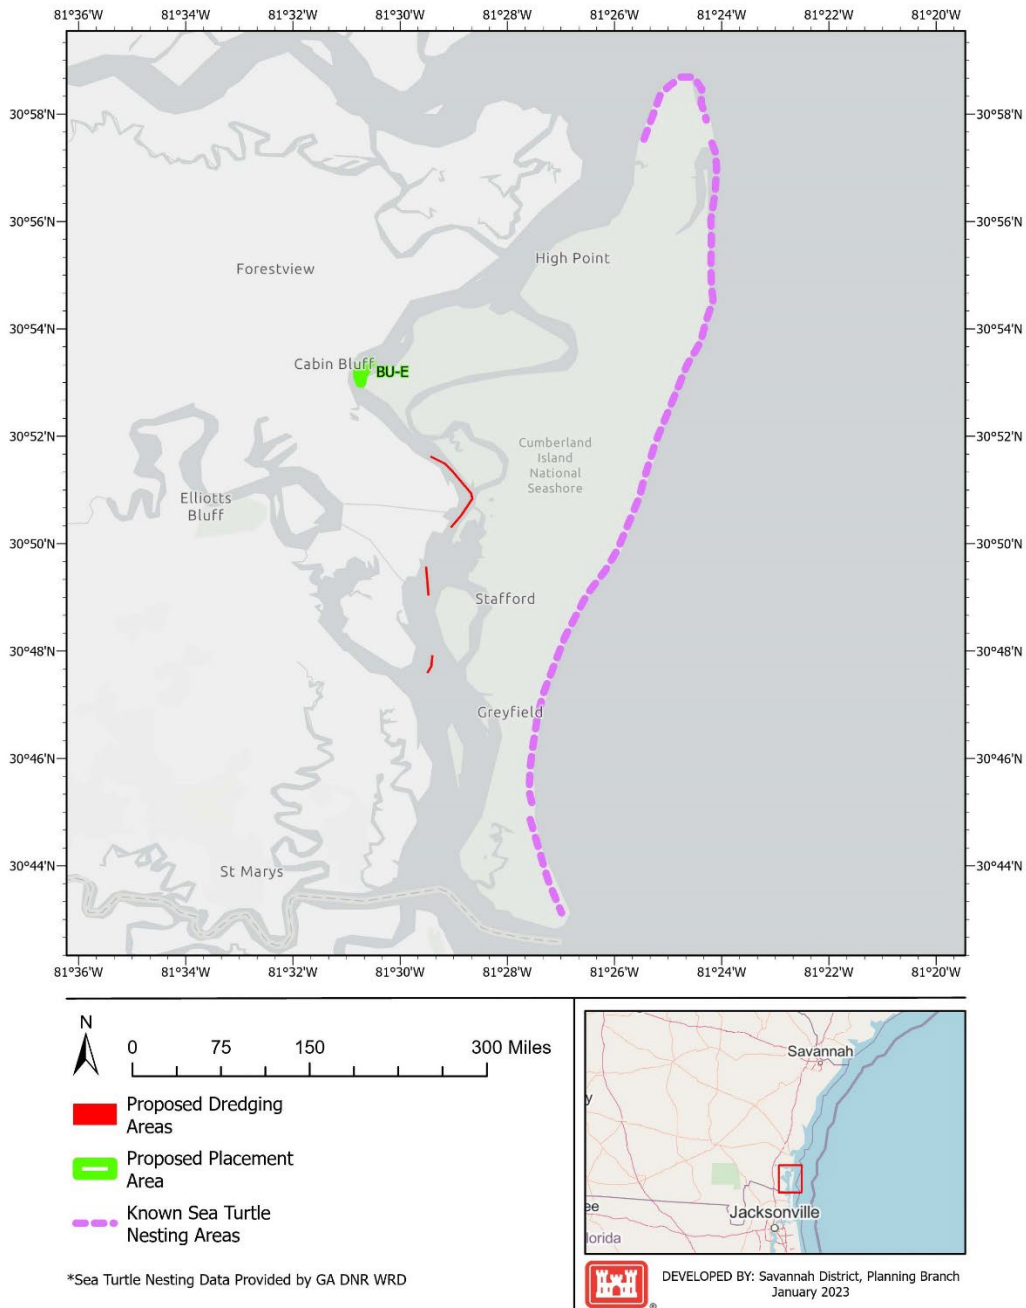 81°36'W 81°34'W 81°32'W 81°30'W 81°28'W 81°26'W 81°24'W 81°22'W 81°20'W
30°58'N 30°58'N
30°56'N 30°56'N
High Point
Forestview
30°54'N 30°54'N
Cabin Bluff BU-E
30°52'N 30°52'N
Cumberland
Island
National
Seashore
Elliotts
Bluff
30°50'N 30°50'N
Stafford
30°48'N 30°48'N
Greyfield
30°46'N 30°46'N
30°44'N 30°44'N
St Marys
81°36'W 81°34'W 81°32'W 81°30'W 81°28'W 81°26'W 81°24'W 81°22'W 81°20'W
N
0 75 150 300 Miles
Proposed Dredging
Areas
Proposed Placement
Area
Known Sea Turtle
Nesting Areas
*Sea Turtle Nesting Data Provided by GA DNR WRD
Savannah
y
ee
Jacksonville
lorida
DEVELOPED BY: Savannah District, Planning Branch
January 2023
®